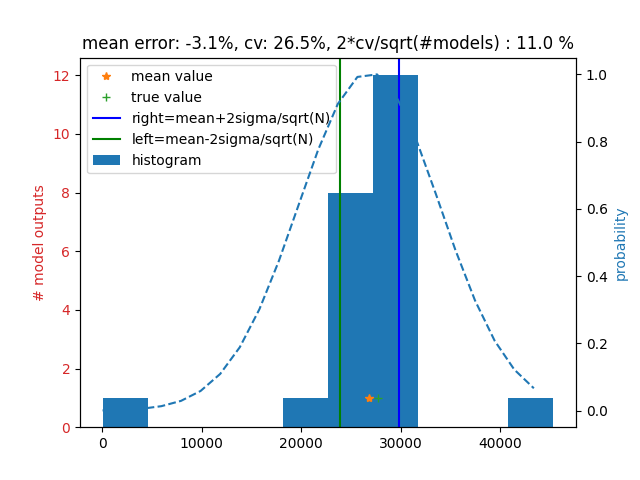 mean error: -3.1%, cv: 26.5%, 2*cv/sqrt(#models) : 11.0 %
mean value
true value
right=mean+2sigma/sqrt(N)
left=mean-2sigma/sqrt(N)
histogram
12
10
8
6
4
2
0
# model outputs
1.0
0.8
0.6
0.4
0.2
0.0
probability
0
10000
20000
30000
40000